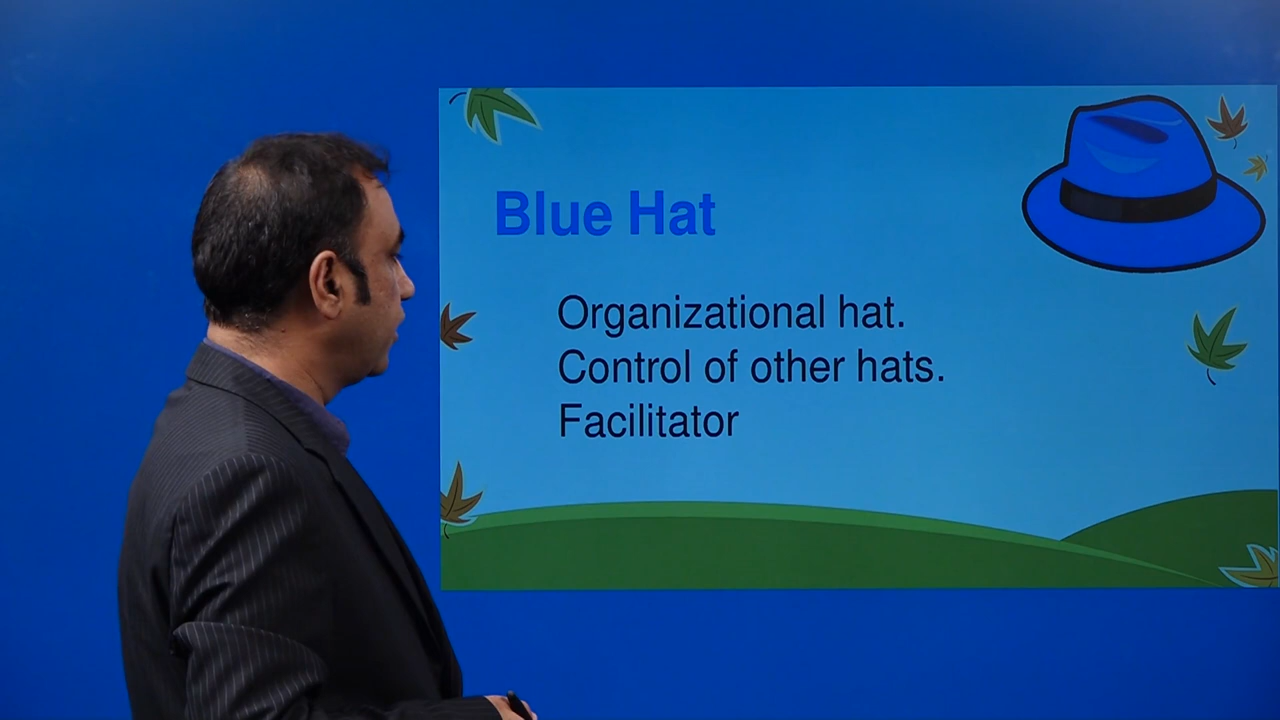 Blue Hat
Organizational hat.
Control of other hats.
Facilitator